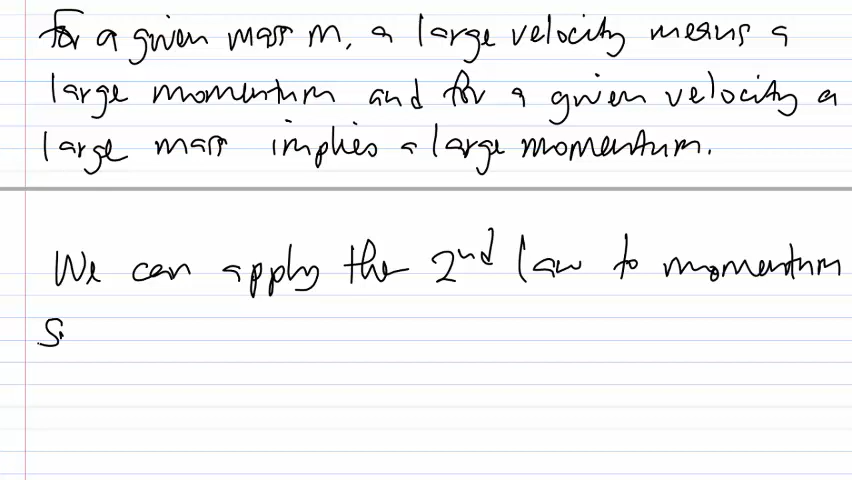 For a given mass m, a large velocity means a
large momentum and for a given velocity a
large mass implies a large momentum.
We can apply the 2nd law to momentum
S